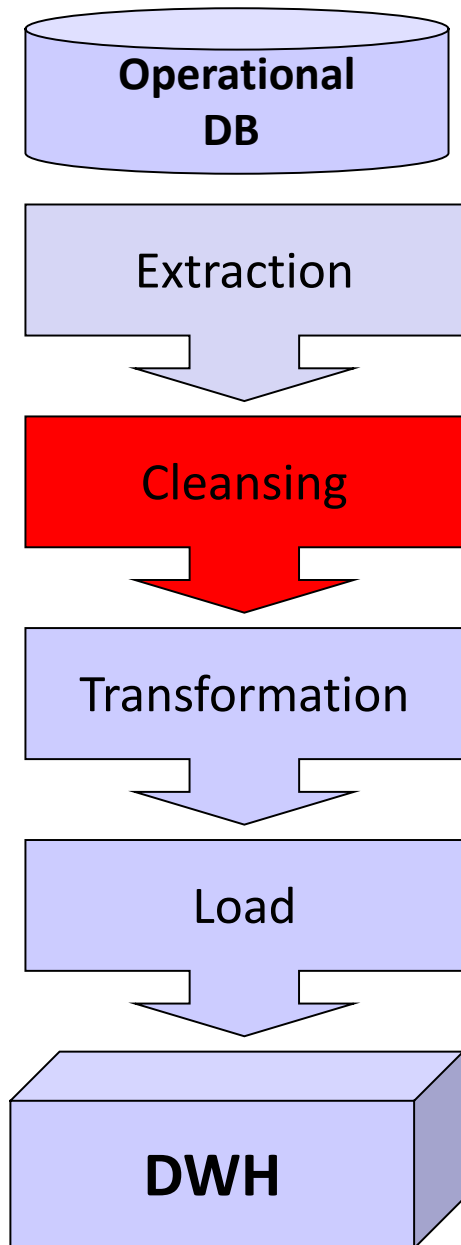 Operational
DB
Extraction
Cleansing
Transformation
Load
DWH